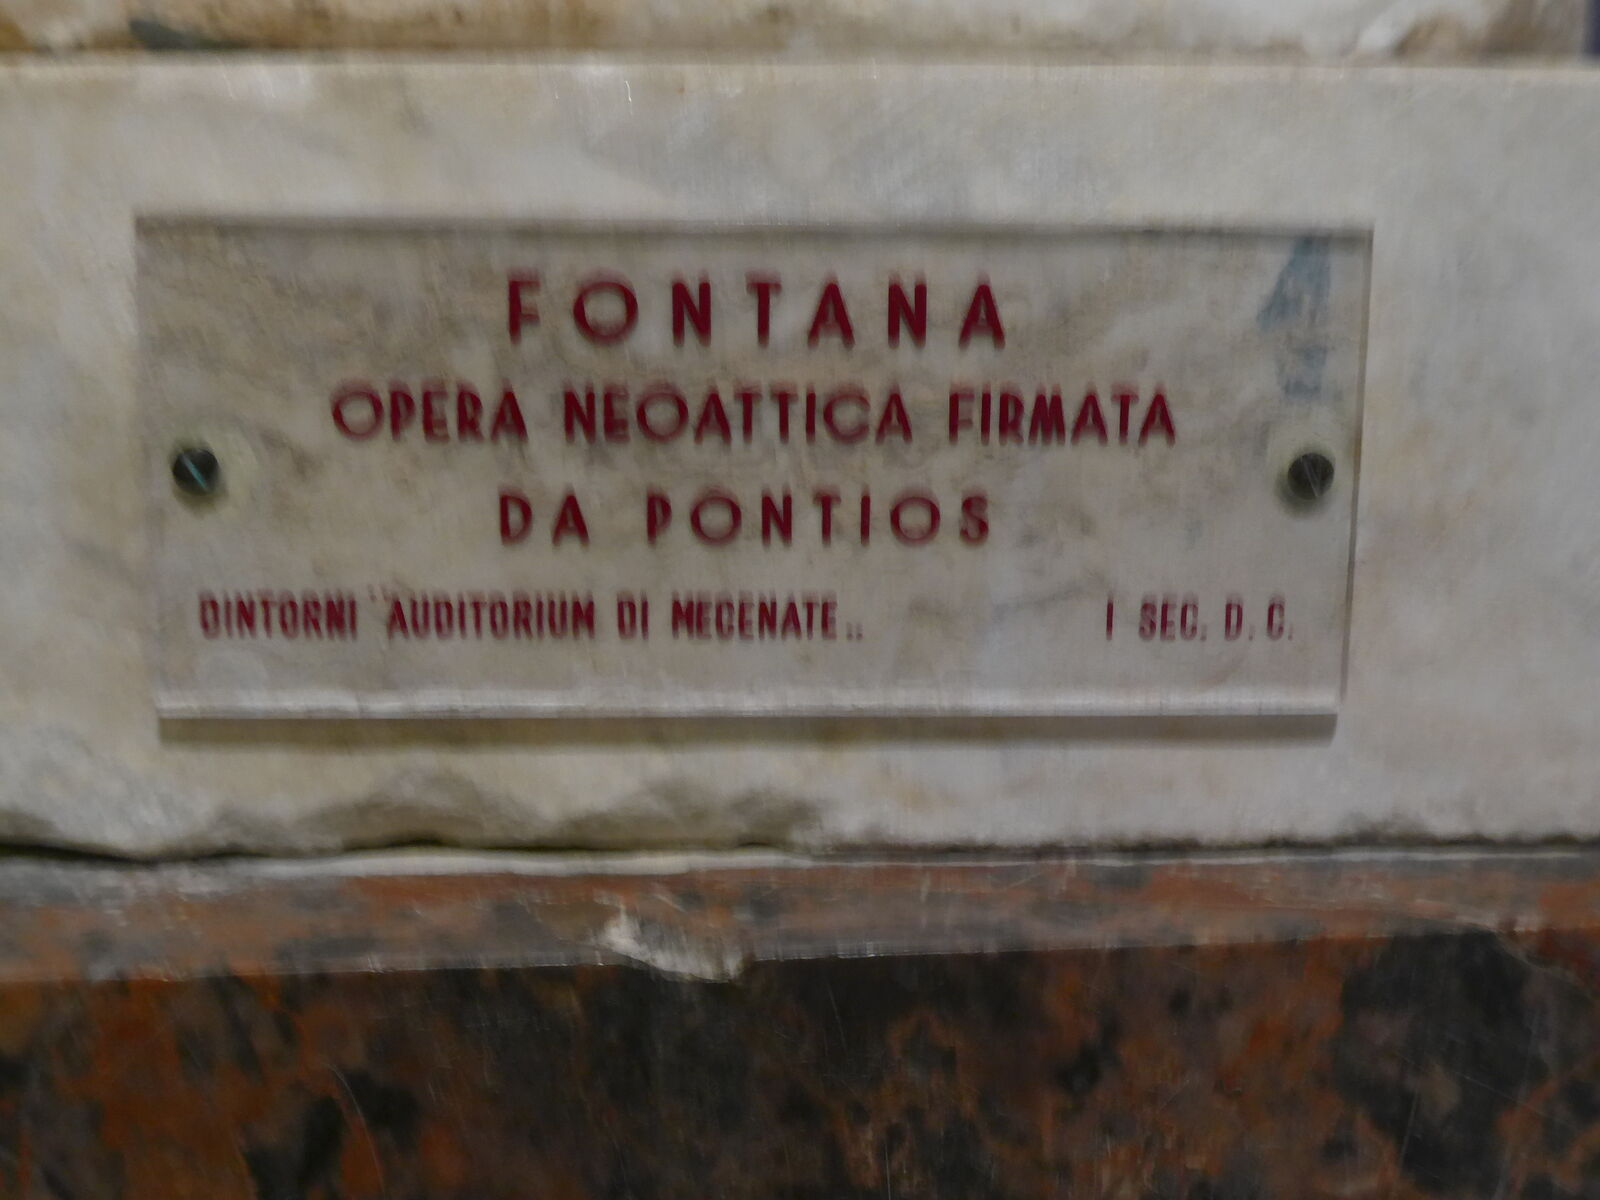 FONTANA
OPERA NEOATTICA FIRMATA
DA PONTIOS
DINTORNI "AUDITORIUM DI MECENATE„ I SEC. D. C.